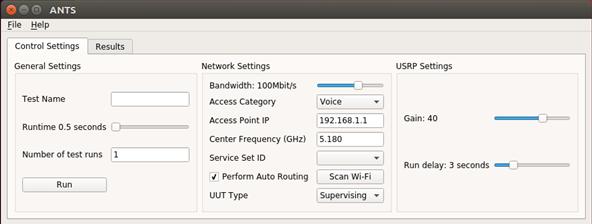 ANTS
File Help
Control Settings Results
General Settings
Test Name
Runtime 0.5 seconds
Number of test runs 1
Run
Network Settings
Bandwidth: 100Mbit/s
Access Category Voice
Access Point IP 192.168.1.1
Center Frequency (GHz) 5.180
Service Set ID
Perform Auto Routing Scan Wi-Fi
UUT Type Supervising
USRP Settings
Gain: 40
Run delay: 3 seconds